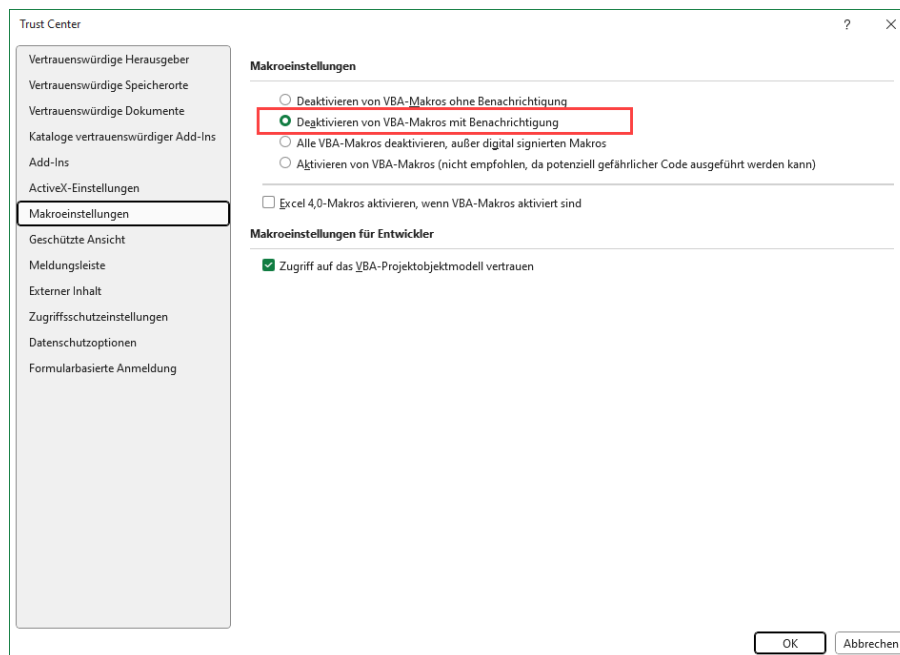 Trust Center
?
Vertrauenswürdige Herausgeber
Vertrauenswürdige Speicherorte
Vertrauenswürdige Dokumente
Kataloge vertrauenswürdiger Add-Ins
Add-Ins
ActiveX-Einstellungen
Makroeinstellungen
Geschützte Ansicht
Meldungsleiste
Externer Inhalt
Zugriffsschutzeinstellungen
Datenschutzoptionen
Formularbasierte Anmeldung
Makroeinstellungen
Deaktivieren von VBA-Makros ohne Benachrichtigung
Deaktivieren von VBA-Makros mit Benachrichtigung
Alle VBA-Makros deaktivieren, außer digital signierten Makros
Aktivieren von VBA-Makros (nicht empfohlen, da potenziell gefährlicher Code ausgeführt werden kann)
Excel 4,0-Makros aktivieren, wenn VBA-Makros aktiviert sind
Makroeinstellungen für Entwickler
Zugriff auf das VBA-Projektobjektmodell vertrauen
OK
Abbrechen